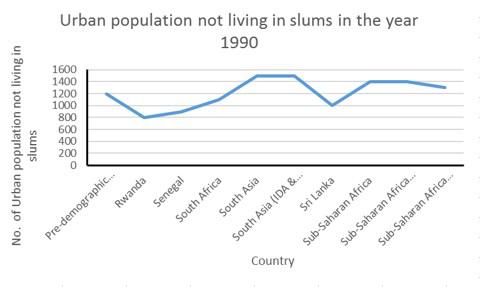 Urban population not living in slums in the year
1990
No. of Urban population not living in
slums
1600
1400
1200
1000
800
600
400
200
0
Pre-demographic...
Rwanda
Senegal
South Africa
South Asia
South Asia (IDA &...
Sri Lanka
Sub-Saharan Africa
Sub-Saharan Africa...
Sub-Saharan Africa...
Country